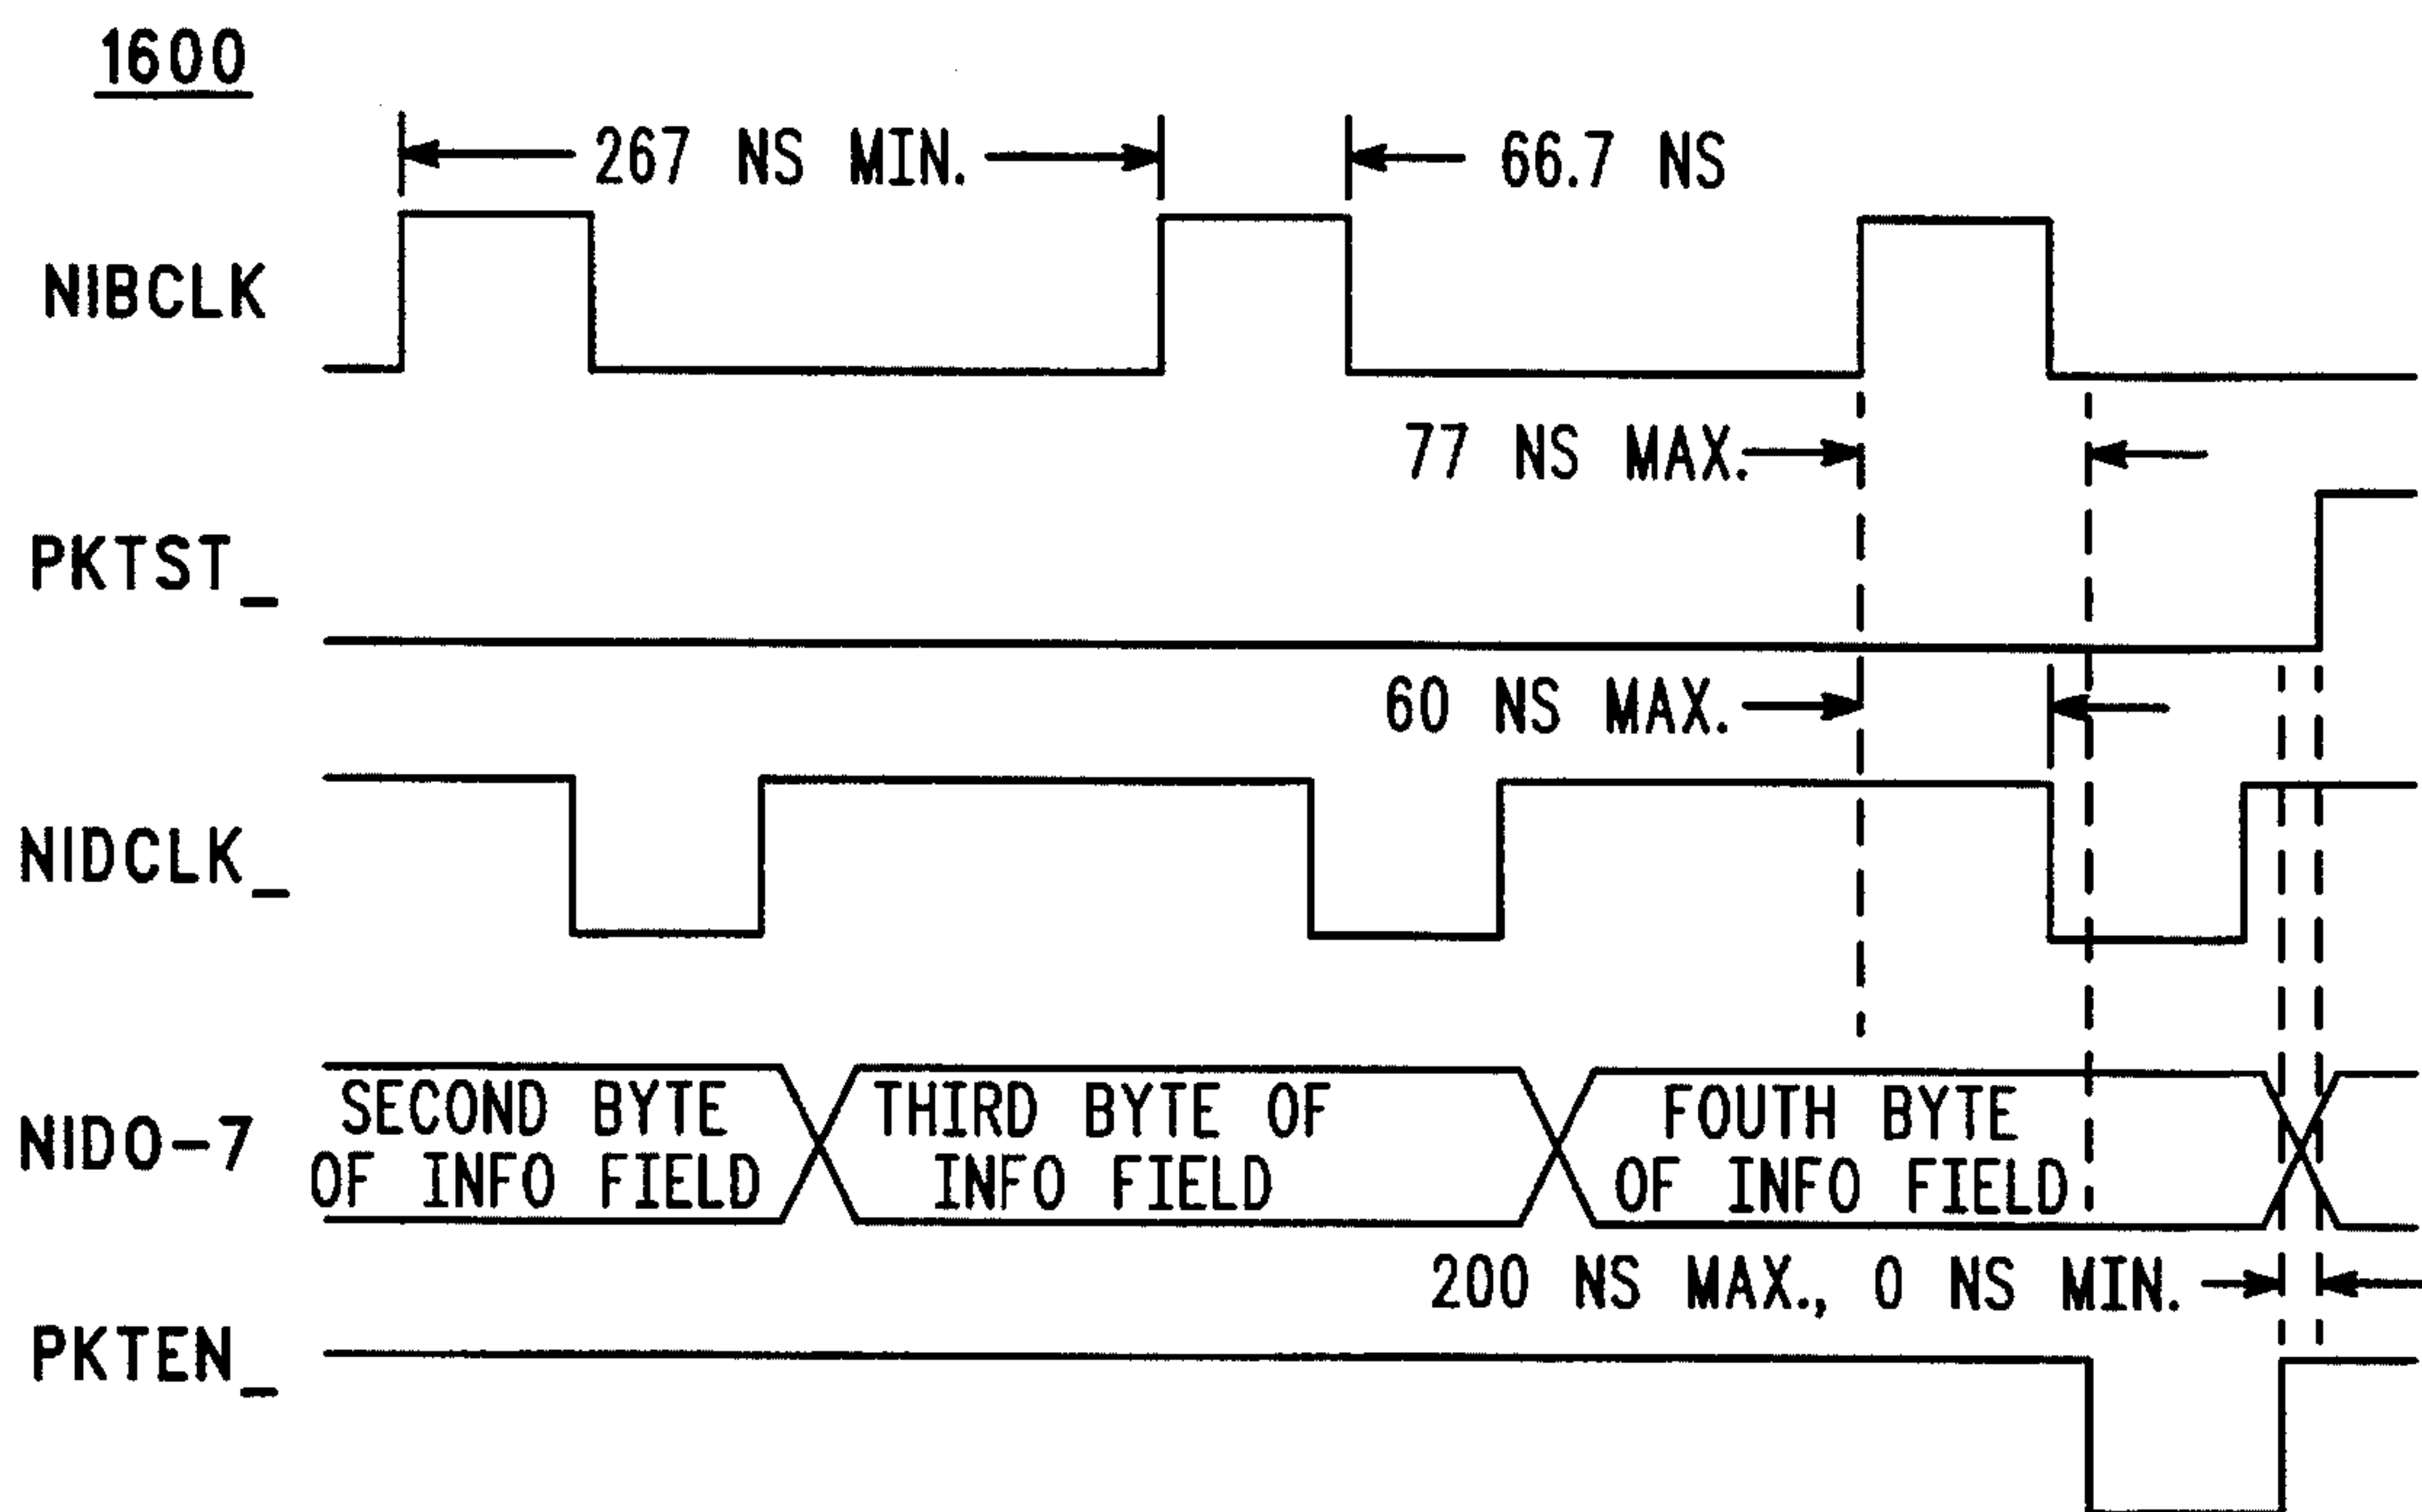 1600
267 NS MIN.
66.7 NS
NIBCLK
77 NS MAX.
PKTST_
60 NS MAX.
NIDCLK_
NID0-7
SECOND BYTE
OF INFO FIELD
THIRD BYTE OF
INFO FIELD
FOUTH BYTE
OF INFO FIELD
200 NS MAX., 0 NS MIN.
PKTEN_